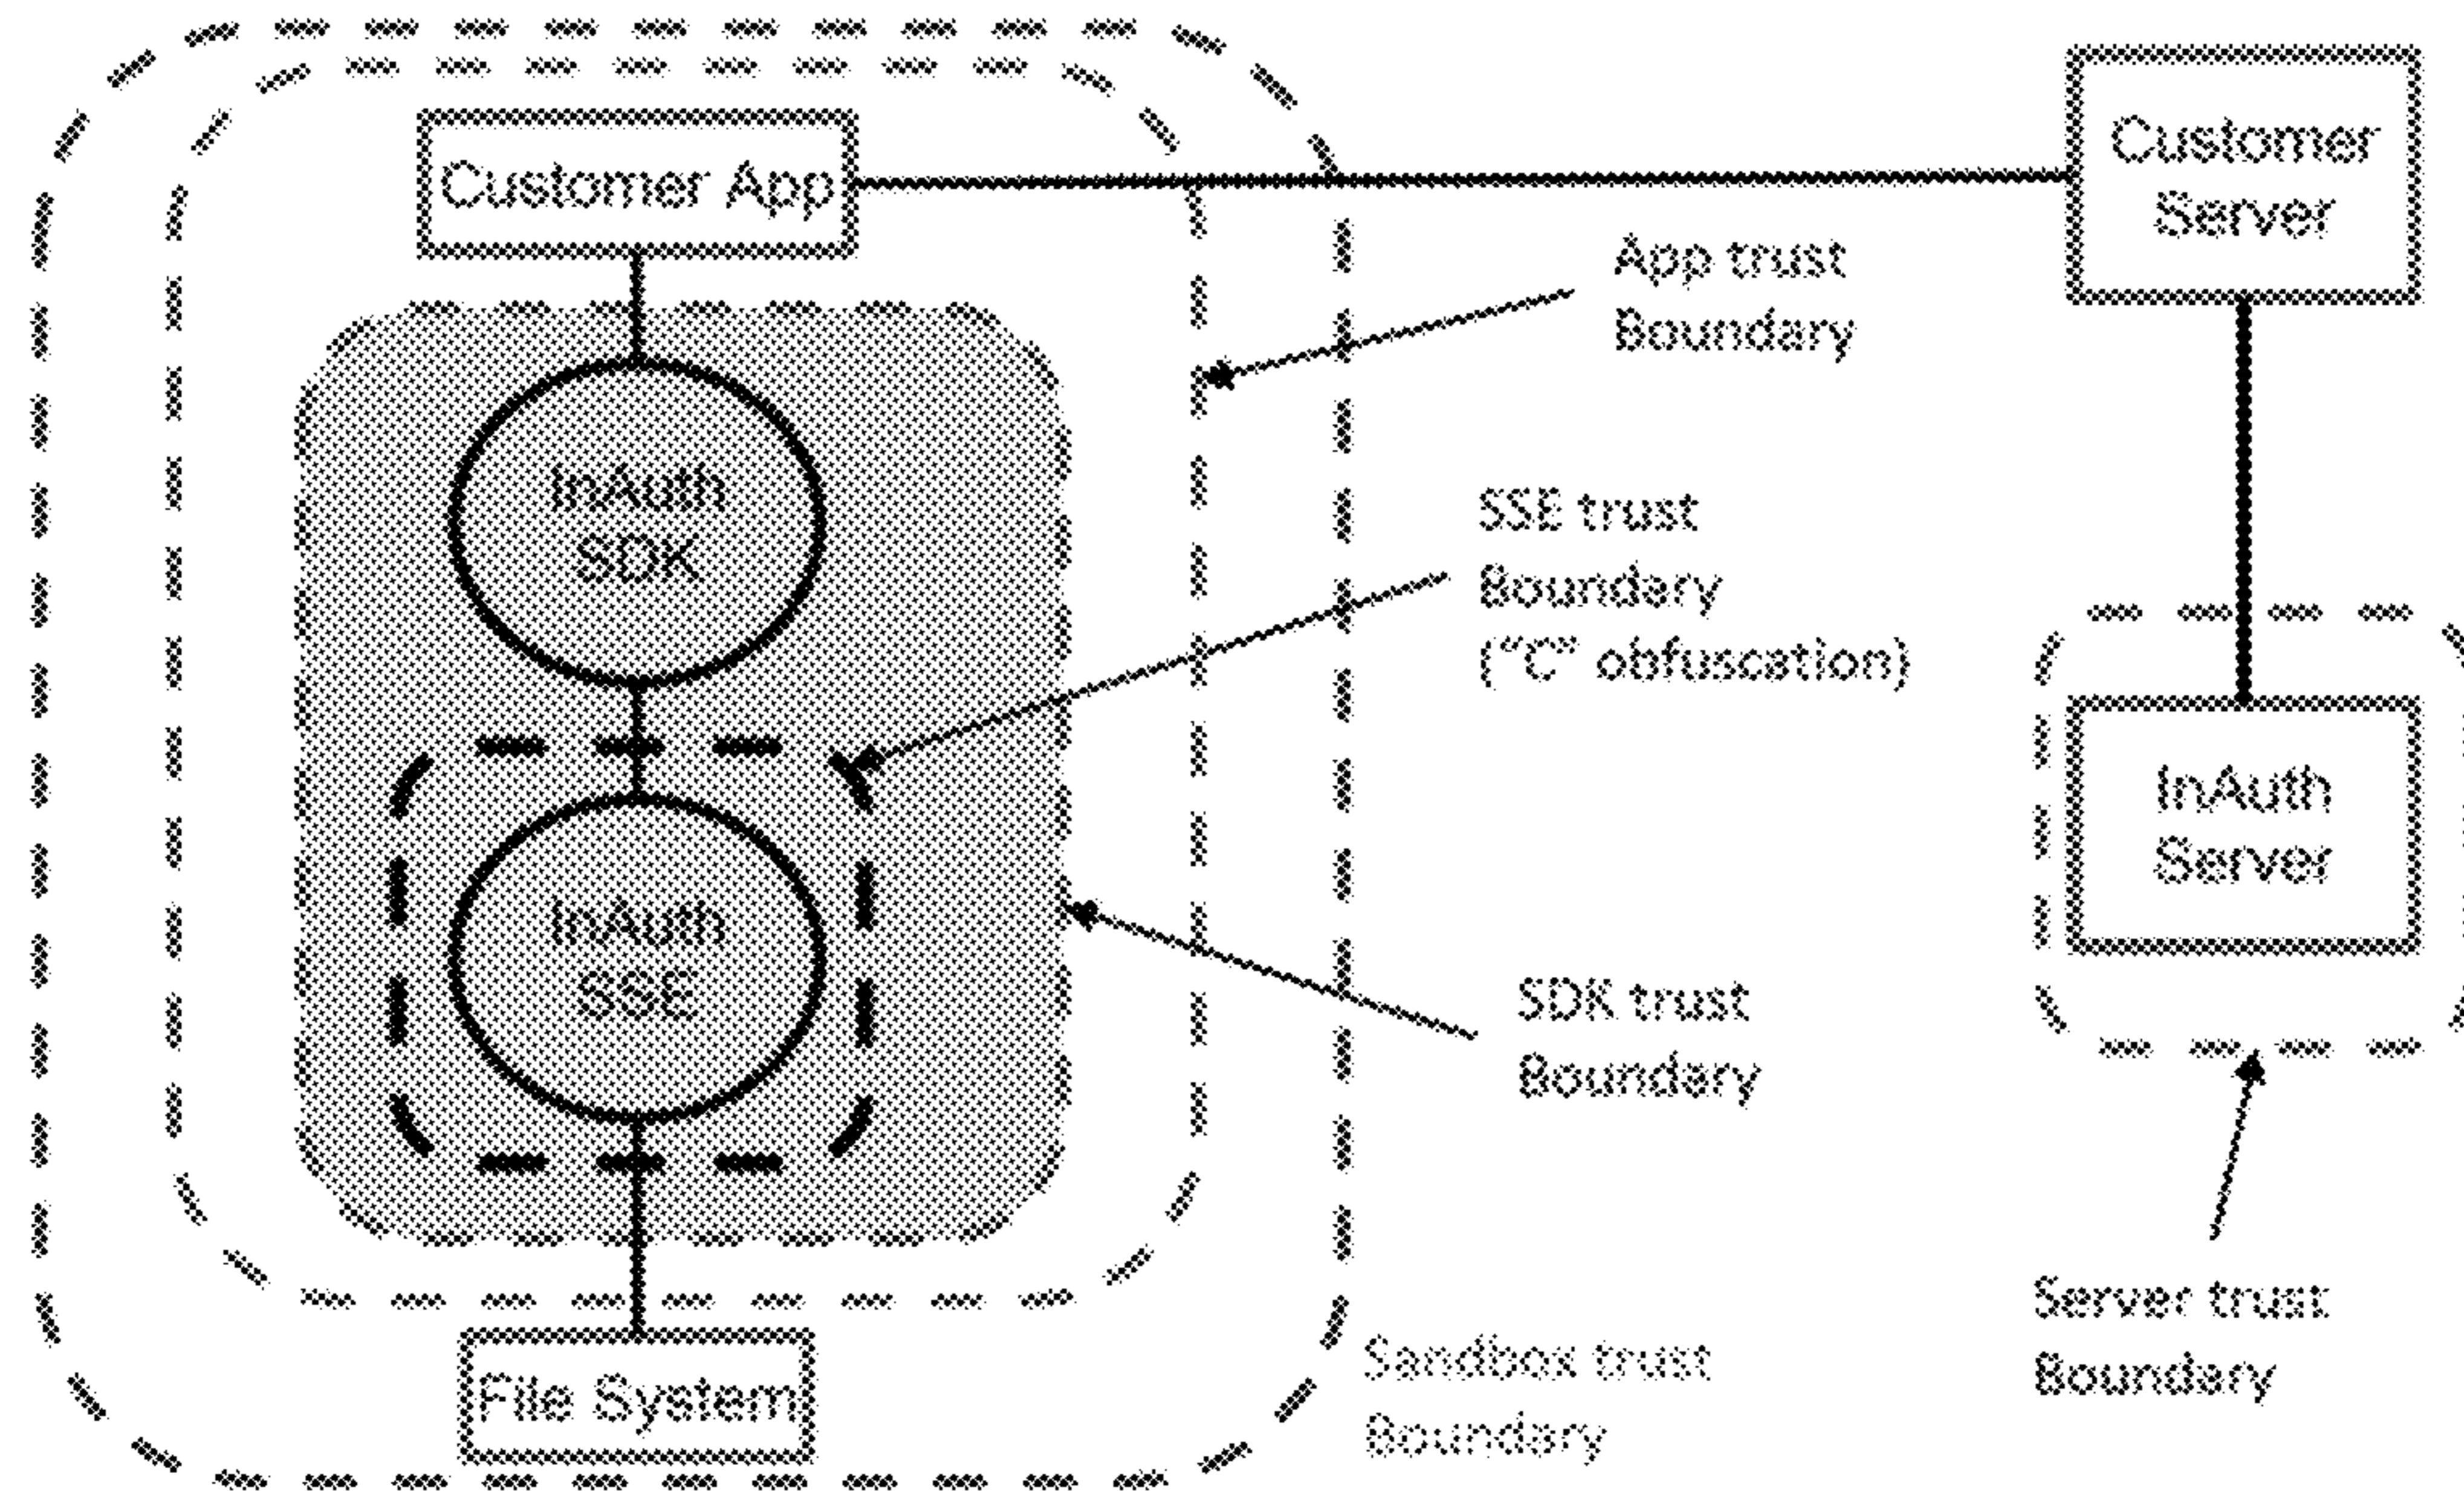 Customer App
Customer
Server
App trust
Boundary
InAuth
SDK
SSE trust
Boundary
("C" obfuscation)
InAuth
Server
InAuth
SSE
SDK trust
Boundary
Server trust
Boundary
Sandbox trust
Boundary
File System